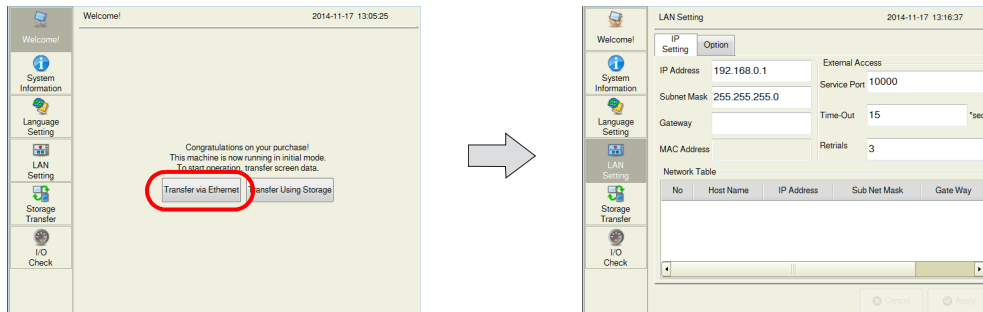 Welcome!
2014-11-17 13:05:25
Welcome!
System
Information
Language
Setting
LAN
Setting
Storage
Transfer
I/O
Check
Congratulations on your purchase!
This machine is now running in initial mode.
To start operation, transfer screen data.
Transfer via Ethernet
Transfer Using Storage
LAN Setting
2014-11-17 13:16:37
Welcome!
System
Information
Language
Setting
LAN
Setting
Storage
Transfer
I/O
Check
IP
Setting
Option
IP Address 192.168.0.1
Subnet Mask 255.255.255.0
Gateway
MAC Address
External Access
Service Port 10000
Time-Out 15 *sec
Retrials 3
Network Table
No Host Name IP Address Sub Net Mask Gate Way
Cancel Apply